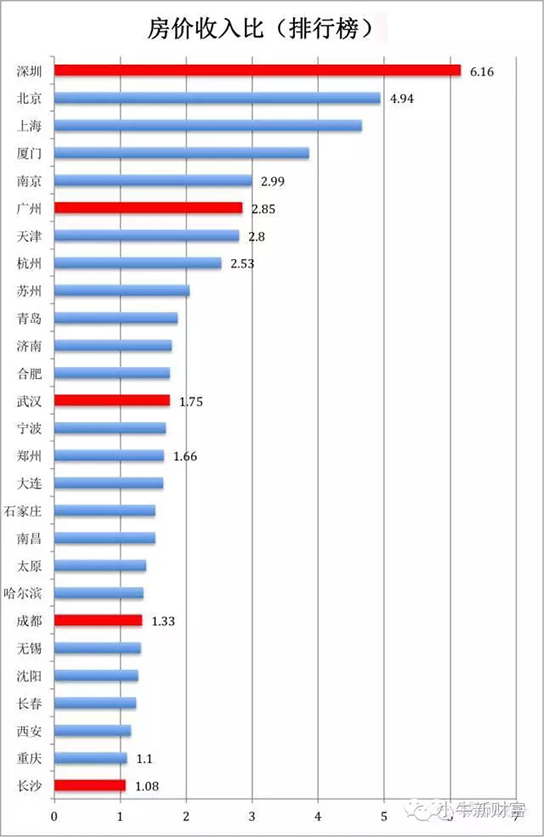 房价收入比（排行榜）
深圳 6.16
北京 4.94
上海
厦门
南京 2.99
广州 2.85
天津 2.8
杭州 2.53
苏州
青岛
济南
合肥
武汉 1.75
宁波
郑州 1.66
大连
石家庄
南昌
太原
哈尔滨
成都 1.33
无锡
沈阳
长春
西安
重庆 1.1
长沙 1.08
0 1 2 3 4 5 6 7
小牛新财富